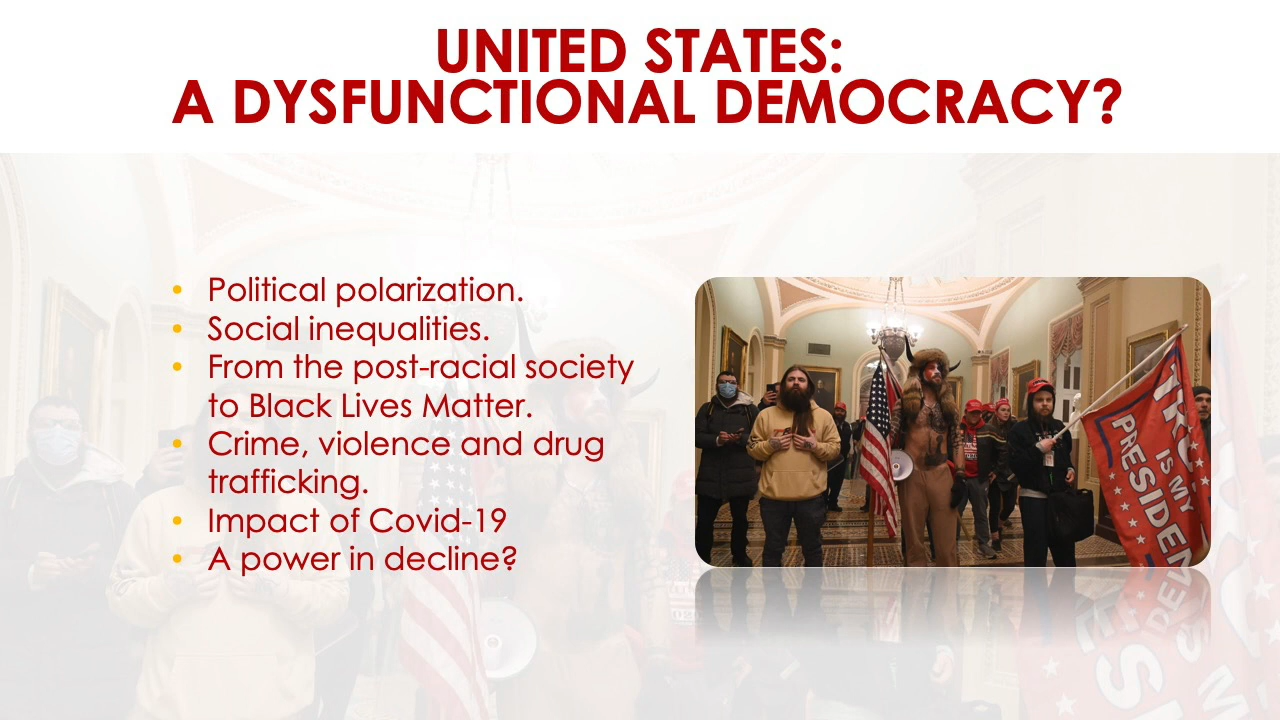 UNITED STATES:
A DYSFUNCTIONAL DEMOCRACY?
• Political polarization.
• Social inequalities.
• From the post-racial society
to Black Lives Matter.
• Crime, violence and drug
trafficking.
• Impact of Covid-19
• A power in decline?
IS MY
PRESIDEN